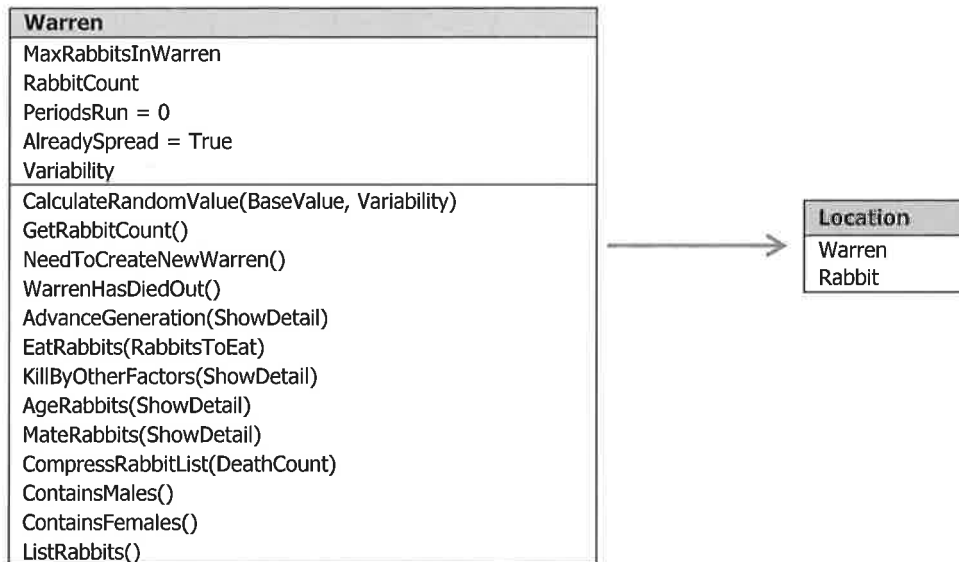 Warren
MaxRabbitsInWarren
RabbitCount
PeriodsRun = 0
AlreadySpread = True
Variability
CalculateRandomValue(BaseValue, Variability)
GetRabbitCount()
NeedToCreateNewWarren()
WarrenHasDiedOut()
AdvanceGeneration(ShowDetail)
EatRabbits(RabbitsToEat)
KillByOtherFactors(ShowDetail)
AgeRabbits(ShowDetail)
MateRabbits(ShowDetail)
CompressRabbitList(DeathCount)
ContainsMales()
ContainsFemales()
ListRabbits()
Location
Warren
Rabbit